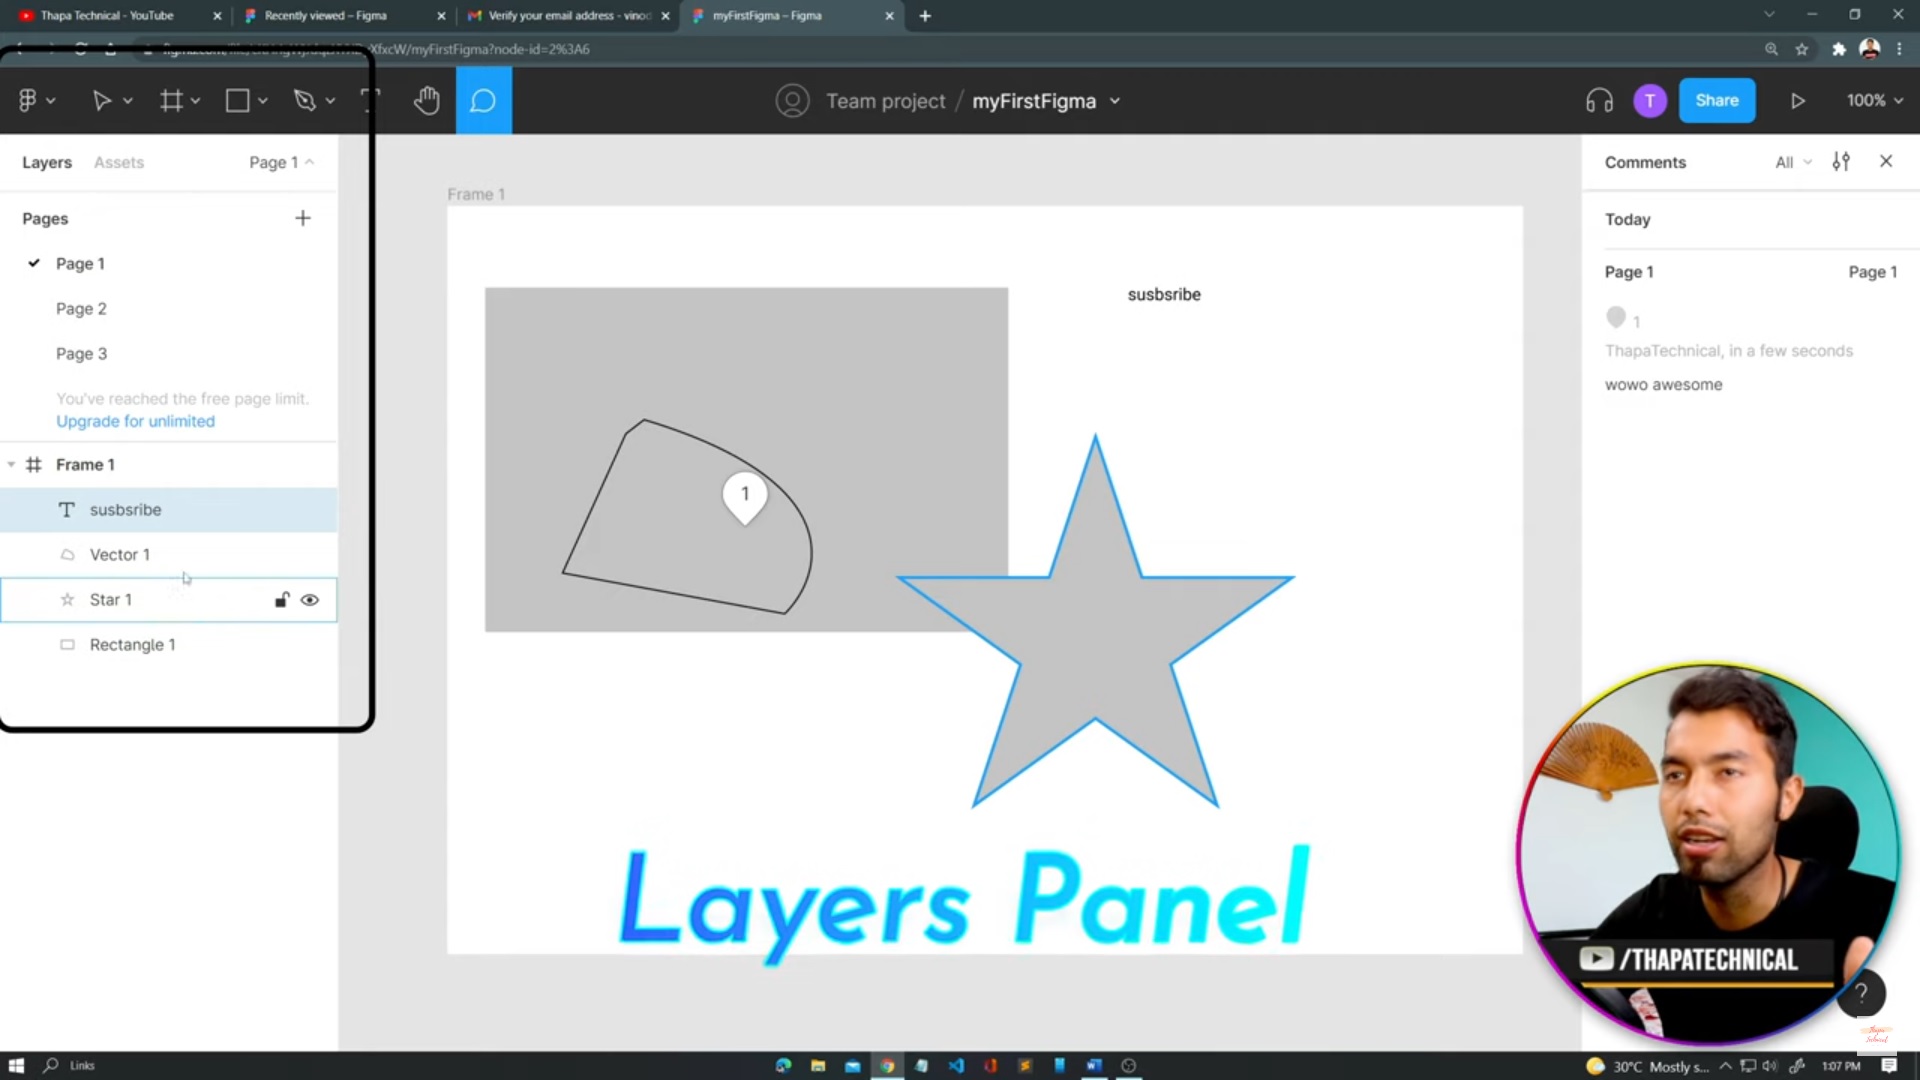 Thapa Technical - YouTube
Recently viewed – Figma
Verify your email address - vinod
myFirstFigma – Figma
XfxcW/myFirstFigma?node-id=2%3A6
Team project / myFirstFigma
T
Share
100%
Layers
Assets
Page 1
Pages
Page 1
Page 2
Page 3
You've reached the free page limit.
Upgrade for unlimited
Frame 1
susbsribe
Vector 1
Star 1
Rectangle 1
Frame 1
susbsribe
1
Layers Panel
Comments
All
Today
Page 1
Page 1
1
ThapaTechnical, in a few seconds
wowo awesome
/THAPATECHNICAL
?
Links
30°C Mostly s...
1:07 PM